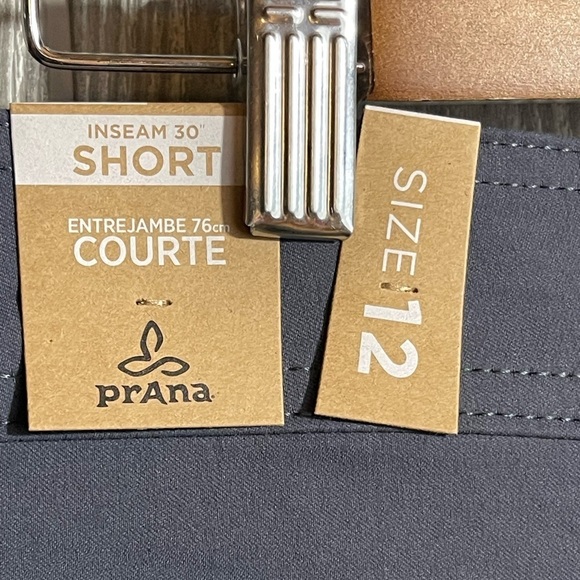 INSEAM 30"
SHORT
ENTREJAMBE 76cm
COURTE
prAna
SIZE 12